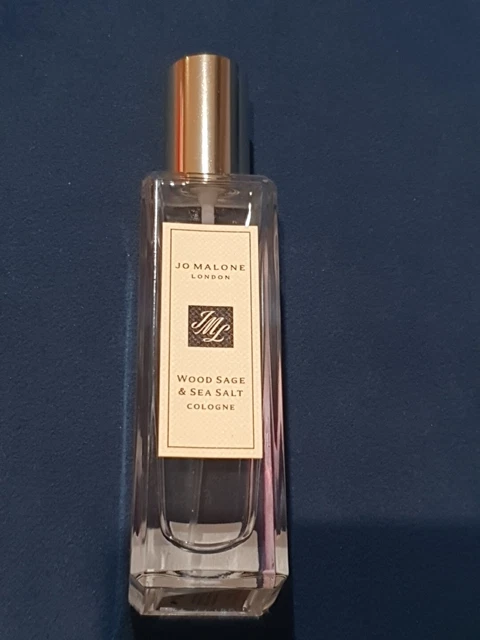 JO MALONE
LONDON
JML
WOOD SAGE
& SEA SALT
COLOGNE